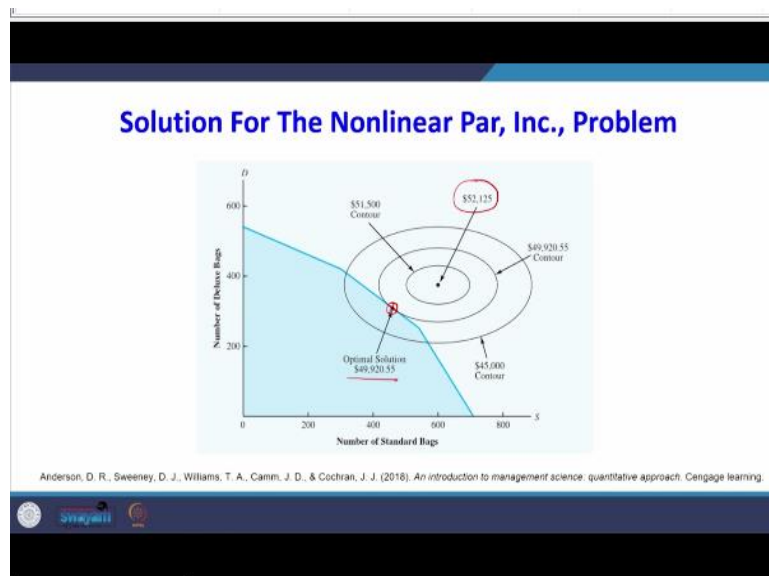 Solution For The Nonlinear Par, Inc., Problem
D
600
400
200
0
200
400
600
800
S
Number of Deluxe Bags
Number of Standard Bags
$51,500
Contour
$52,125
$49,920.55
Contour
Optimal Solution
$49,920.55
$45,000
Contour
Anderson, D. R., Sweeney, D. J., Williams, T. A., Camm, J. D., & Cochran, J. J. (2018). An introduction to management science: quantitative approach. Cengage learning.
swayam